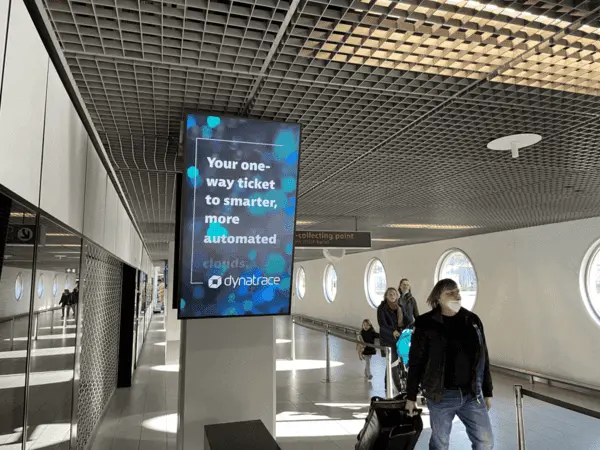 Your one-
way ticket
to smarter,
more
automated
clouds.
dynatrace
-collecting point